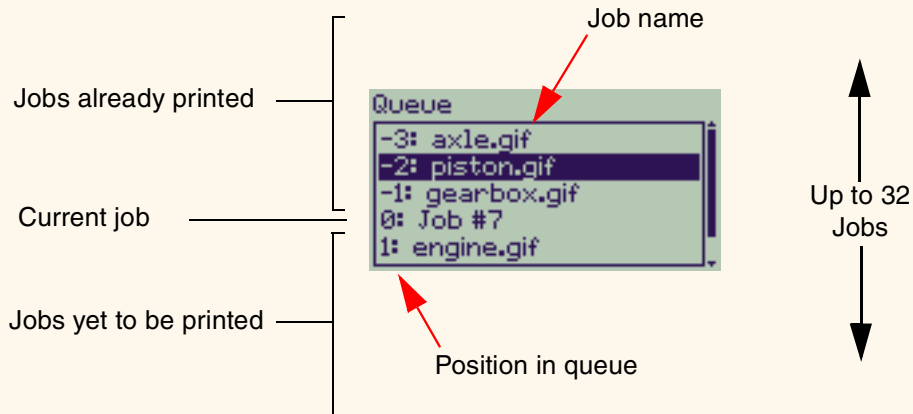 Job name
Jobs already printed
Queue
-3: axle.gif
-2: piston.gif
-1: gearbox.gif
0: Job #7
1: engine.gif
Current job
Up to 32
Jobs
Jobs yet to be printed
Position in queue